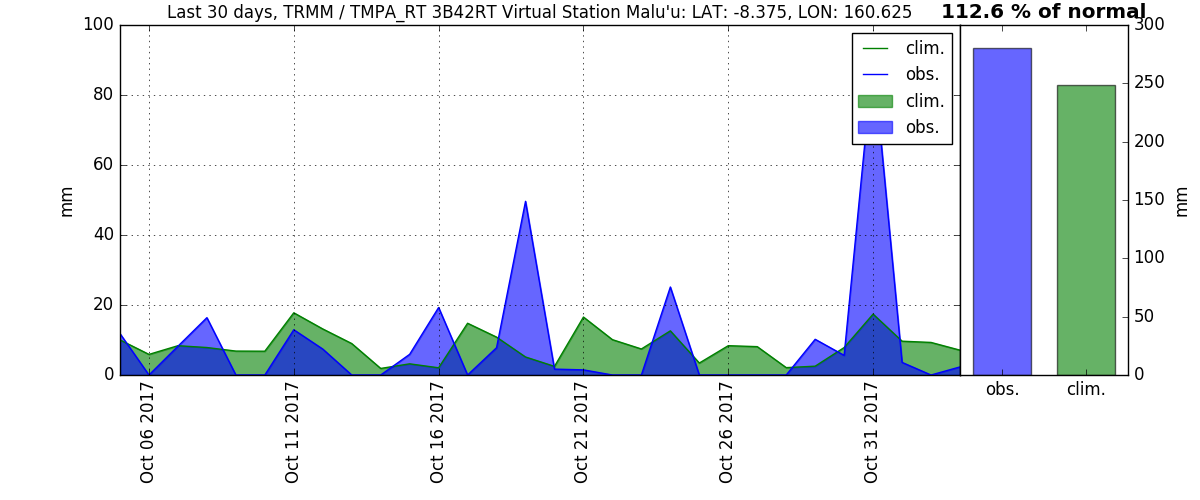 Last 30 days, TRMM / TMPA_RT 3B42RT Virtual Station Malu'u: LAT: -8.375, LON: 160.625
112.6 % of normal
mm
100
80
60
40
20
0
Oct 06 2017
Oct 11 2017
Oct 16 2017
Oct 21 2017
Oct 26 2017
Oct 31 2017
clim.
obs.
clim.
obs.
300
250
200
150
100
50
0
mm
obs.
clim.